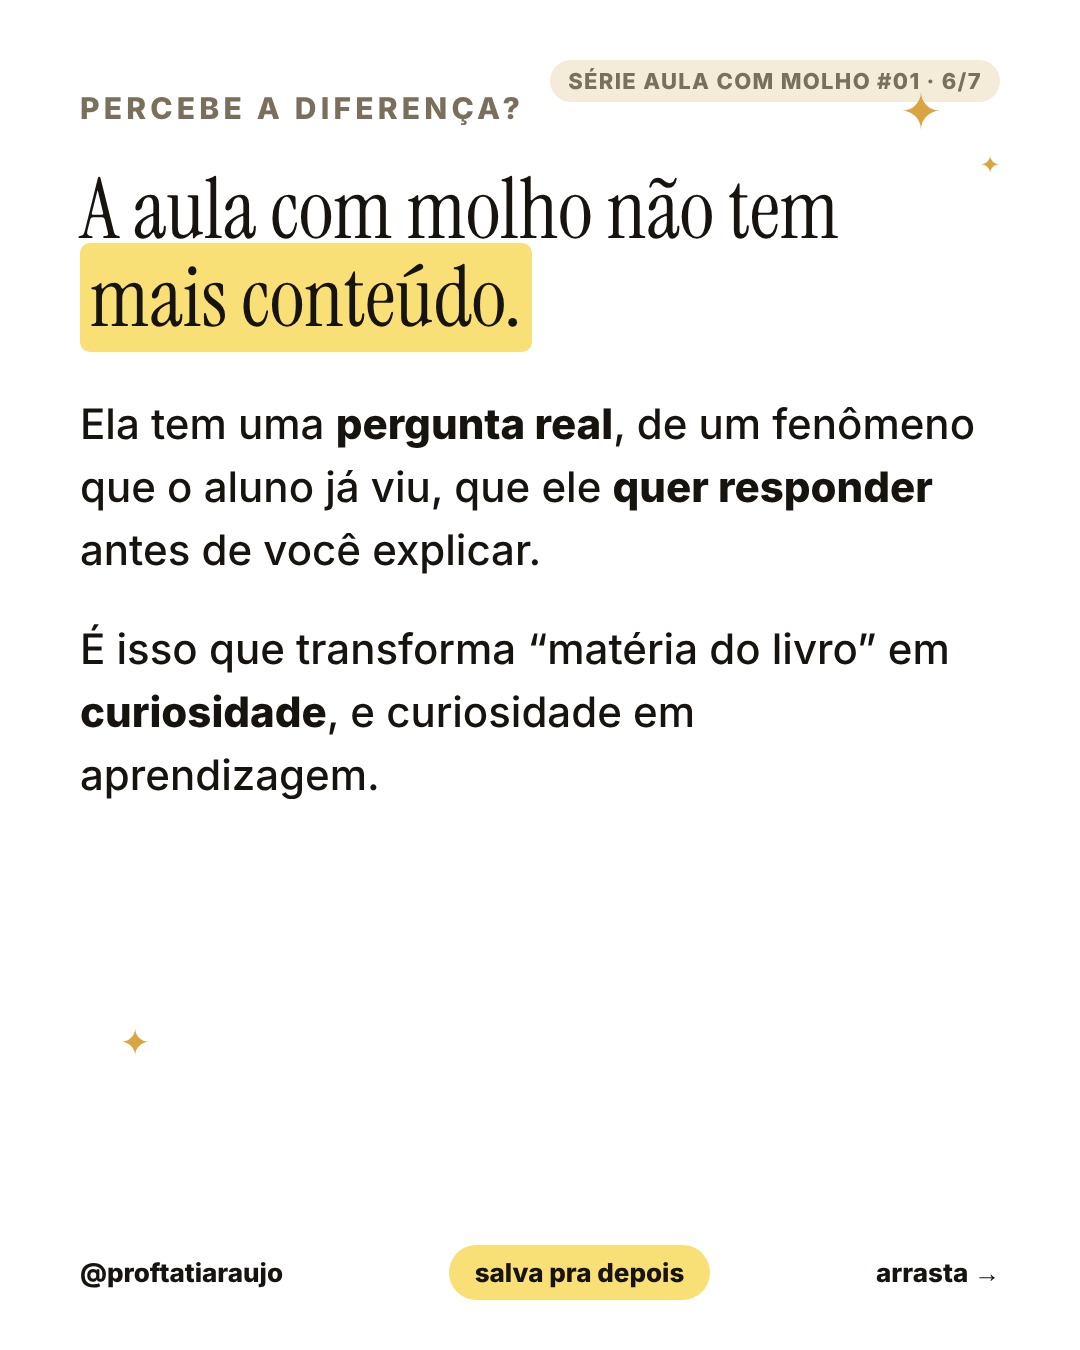 SÉRIE AULA COM MOLHO #01 · 6/7
PERCEBE A DIFERENÇA?
A aula com molho não tem
mais conteúdo.
Ela tem uma pergunta real, de um fenômeno
que o aluno já viu, que ele quer responder
antes de você explicar.
É isso que transforma “matéria do livro” em
curiosidade, e curiosidade em
aprendizagem.
@proftatiaraujo
salva pra depois
arrasta →